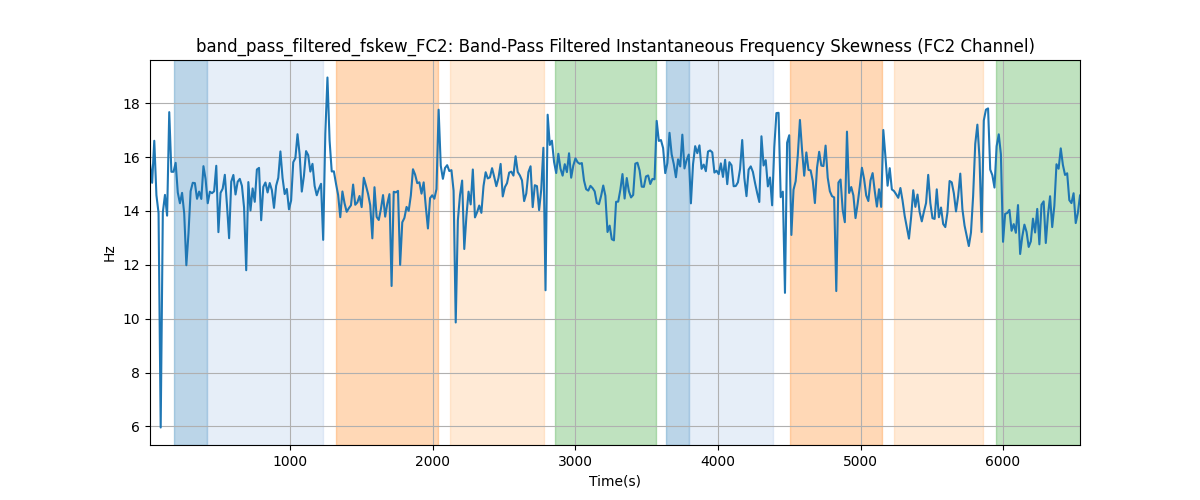 band_pass_filtered_fskew_FC2: Band-Pass Filtered Instantaneous Frequency Skewness (FC2 Channel)
18
16
14
12
10
8
6
Hz
1000 2000 3000 4000 5000 6000
Time(s)